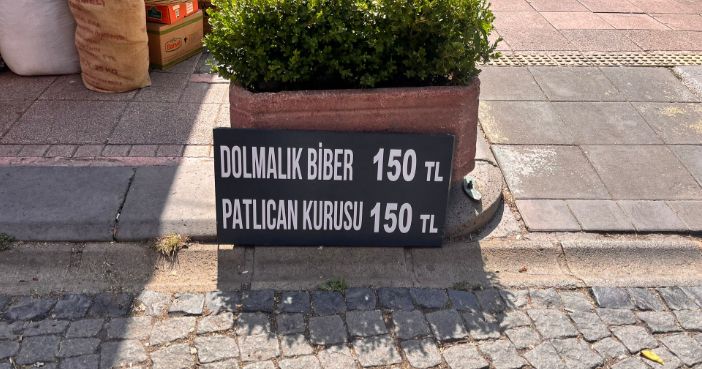 DOLMALIK BİBER 150 TL
PATLICAN KURUSU 150 TL